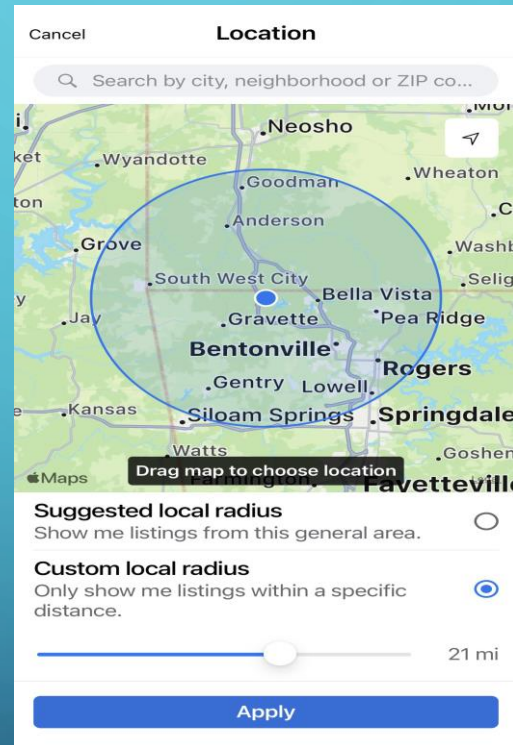 Cancel
Location
Search by city, neighborhood or ZIP co...
Neosho
Wyandotte
Goodman
Wheaton
Anderson
Grove
South West City
Bella Vista
Jay
Gravette
Pea Ridge
Bentonville
Rogers
Gentry
Lowell
Kansas
Siloam Springs
Springdale
Watts
Goshen
Drag map to choose location
Maps
Farmington
Fayettevill
Suggested local radius
Show me listings from this general area.
Custom local radius
Only show me listings within a specific
distance.
21 mi
Apply